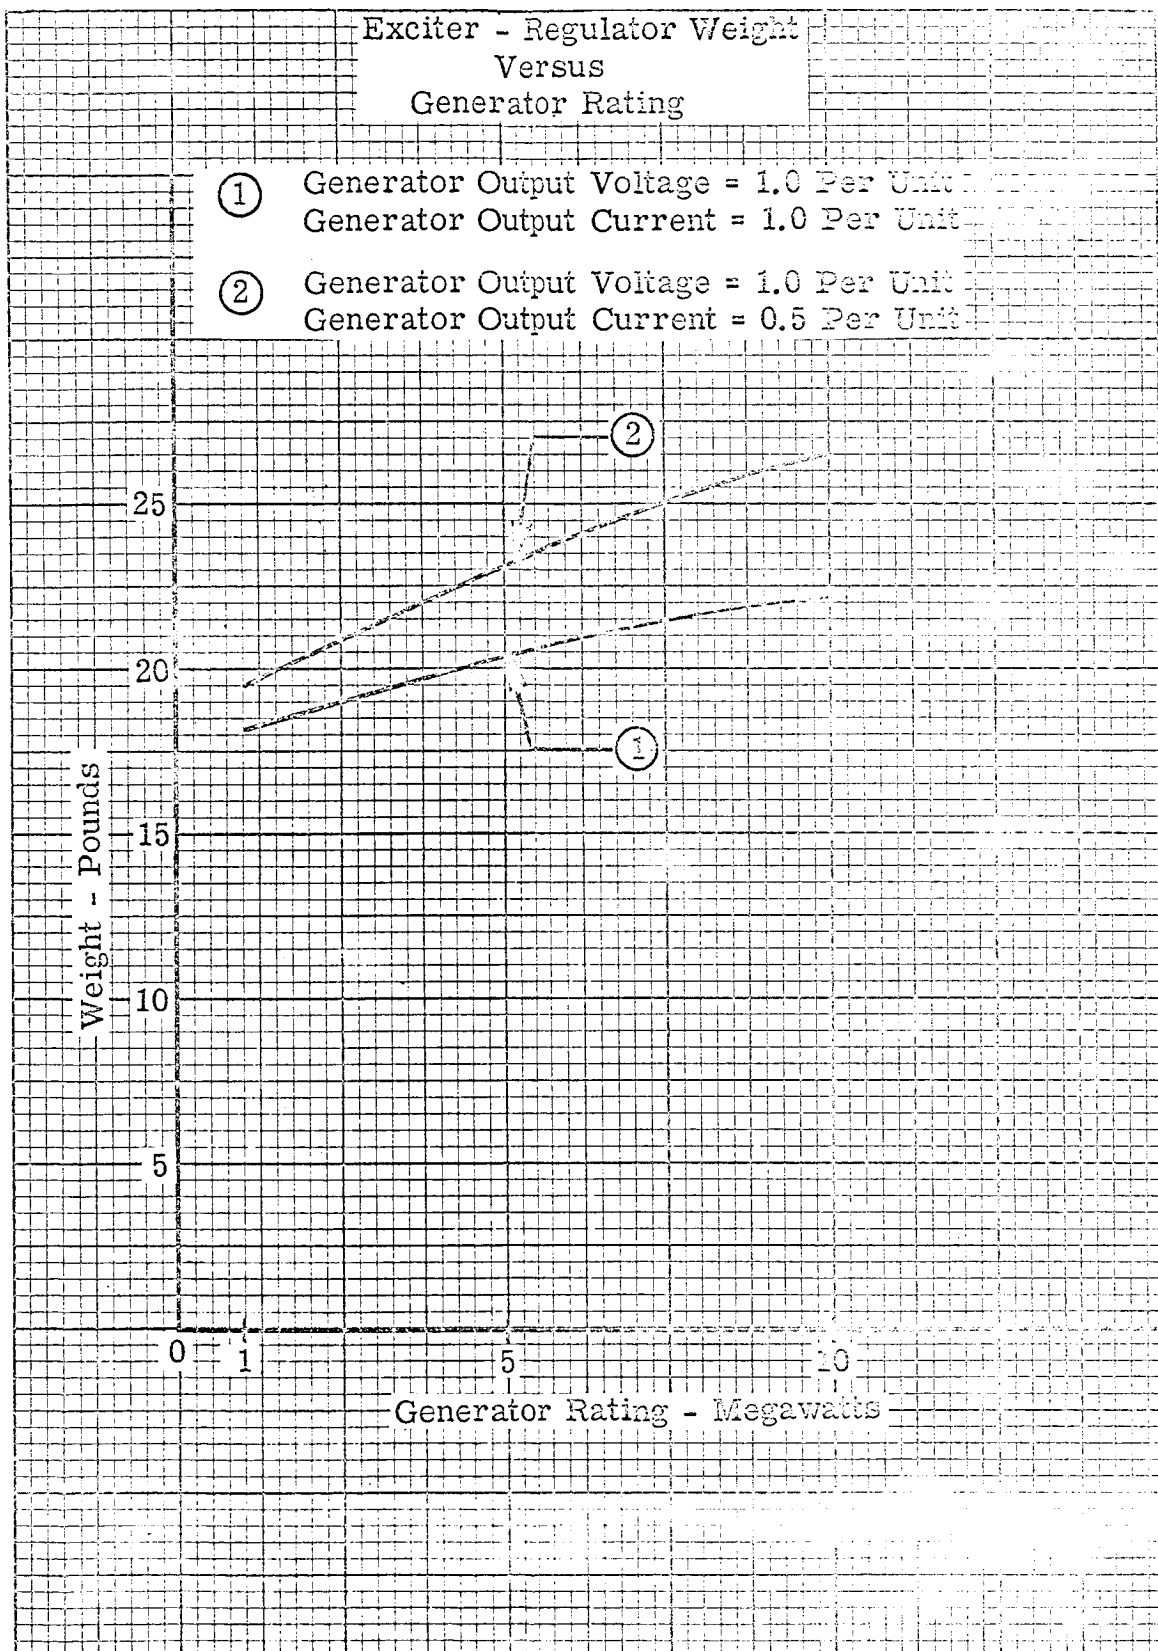 Exciter - Regulator Weight
Versus
Generator Rating
1 Generator Output Voltage = 1.0 Per Unit
Generator Output Current = 1.0 Per Unit
2 Generator Output Voltage = 1.0 Per Unit
Generator Output Current = 0.5 Per Unit
2
25
20
1
15
10
5
Weight - Pounds
0 1 5 10
Generator Rating - Megawatts